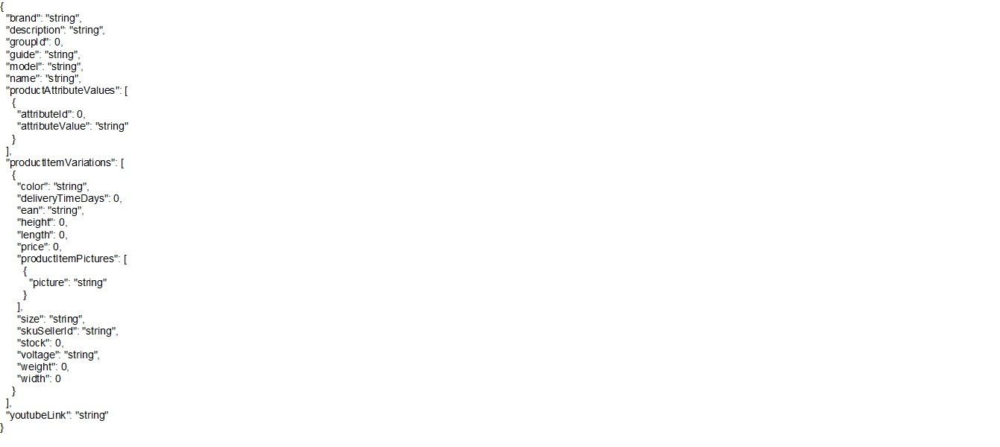 {
"brand": "string",
"description": "string",
"groupId": 0,
"guide": "string",
"model": "string",
"name": "string",
"productAttributeValues": [
{
"attributeId": 0,
"attributeValue": "string"
}
],
"productItemVariations": [
{
"color": "string",
"deliveryTimeDays": 0,
"ean": "string",
"height": 0,
"length": 0,
"price": 0,
"productItemPictures": [
{
"picture": "string"
}
],
"size": "string",
"skuSellerId": "string",
"stock": 0,
"voltage": "string",
"weight": 0,
"width": 0
}
],
"youtubeLink": "string"
}